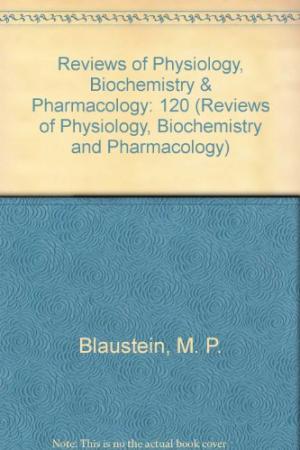 Reviews of Physiology,
Biochemistry &
Pharmacology: 120 (Reviews
of Physiology, Biochemistry
and Pharmacology)
Blaustein, M. P.
Note: This is no the actual book cover